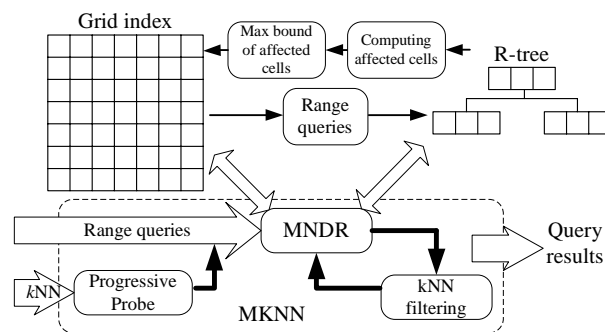 Grid index
Max bound
of affected
cells
Computing
affected cells
R-tree
Range
queries
Range queries
MNDR
Query
results
kNN
Progressive
Probe
kNN
filtering
MKNN